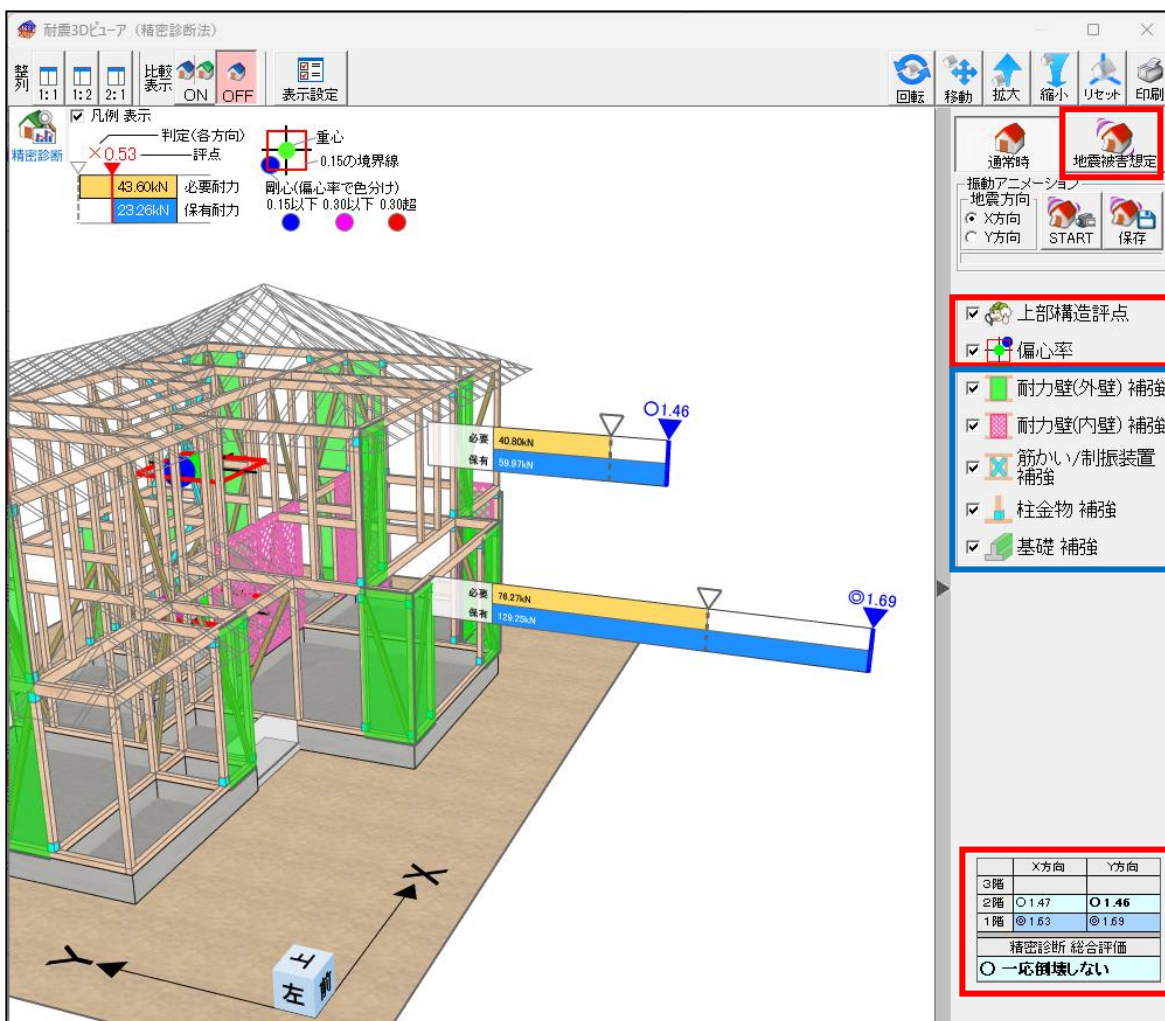 耐震3Dビューア (精密診断法)
整列 1:1 1:2 2:1 比較表示 ON OFF 表示設定 回転 移動 拡大 縮小 リセット 印刷
精密診断
凡例 表示
判定(各方向)
×0.53 評点
43.60kN 必要耐力
23.26kN 保有耐力
重心
0.15の境界線
剛心(偏心率で色分け)
0.15以下 0.30以下 0.30超
通常時 地震被害想定
振動アニメーション
地震方向
X方向
Y方向
START 保存
上部構造評点
偏心率
耐力壁(外壁) 補強
耐力壁(内壁) 補強
筋かい/制振装置
補強
柱金物 補強
基礎 補強
○1.46
必要 40.80kN
保有 59.97kN
◎1.69
必要 76.27kN
保有 129.25kN
X
Y
上
左 前
X方向 Y方向
3階
2階 ○1.47 ○1.46
1階 ◎1.63 ◎1.69
精密診断 総合評価
○ 一応倒壊しない